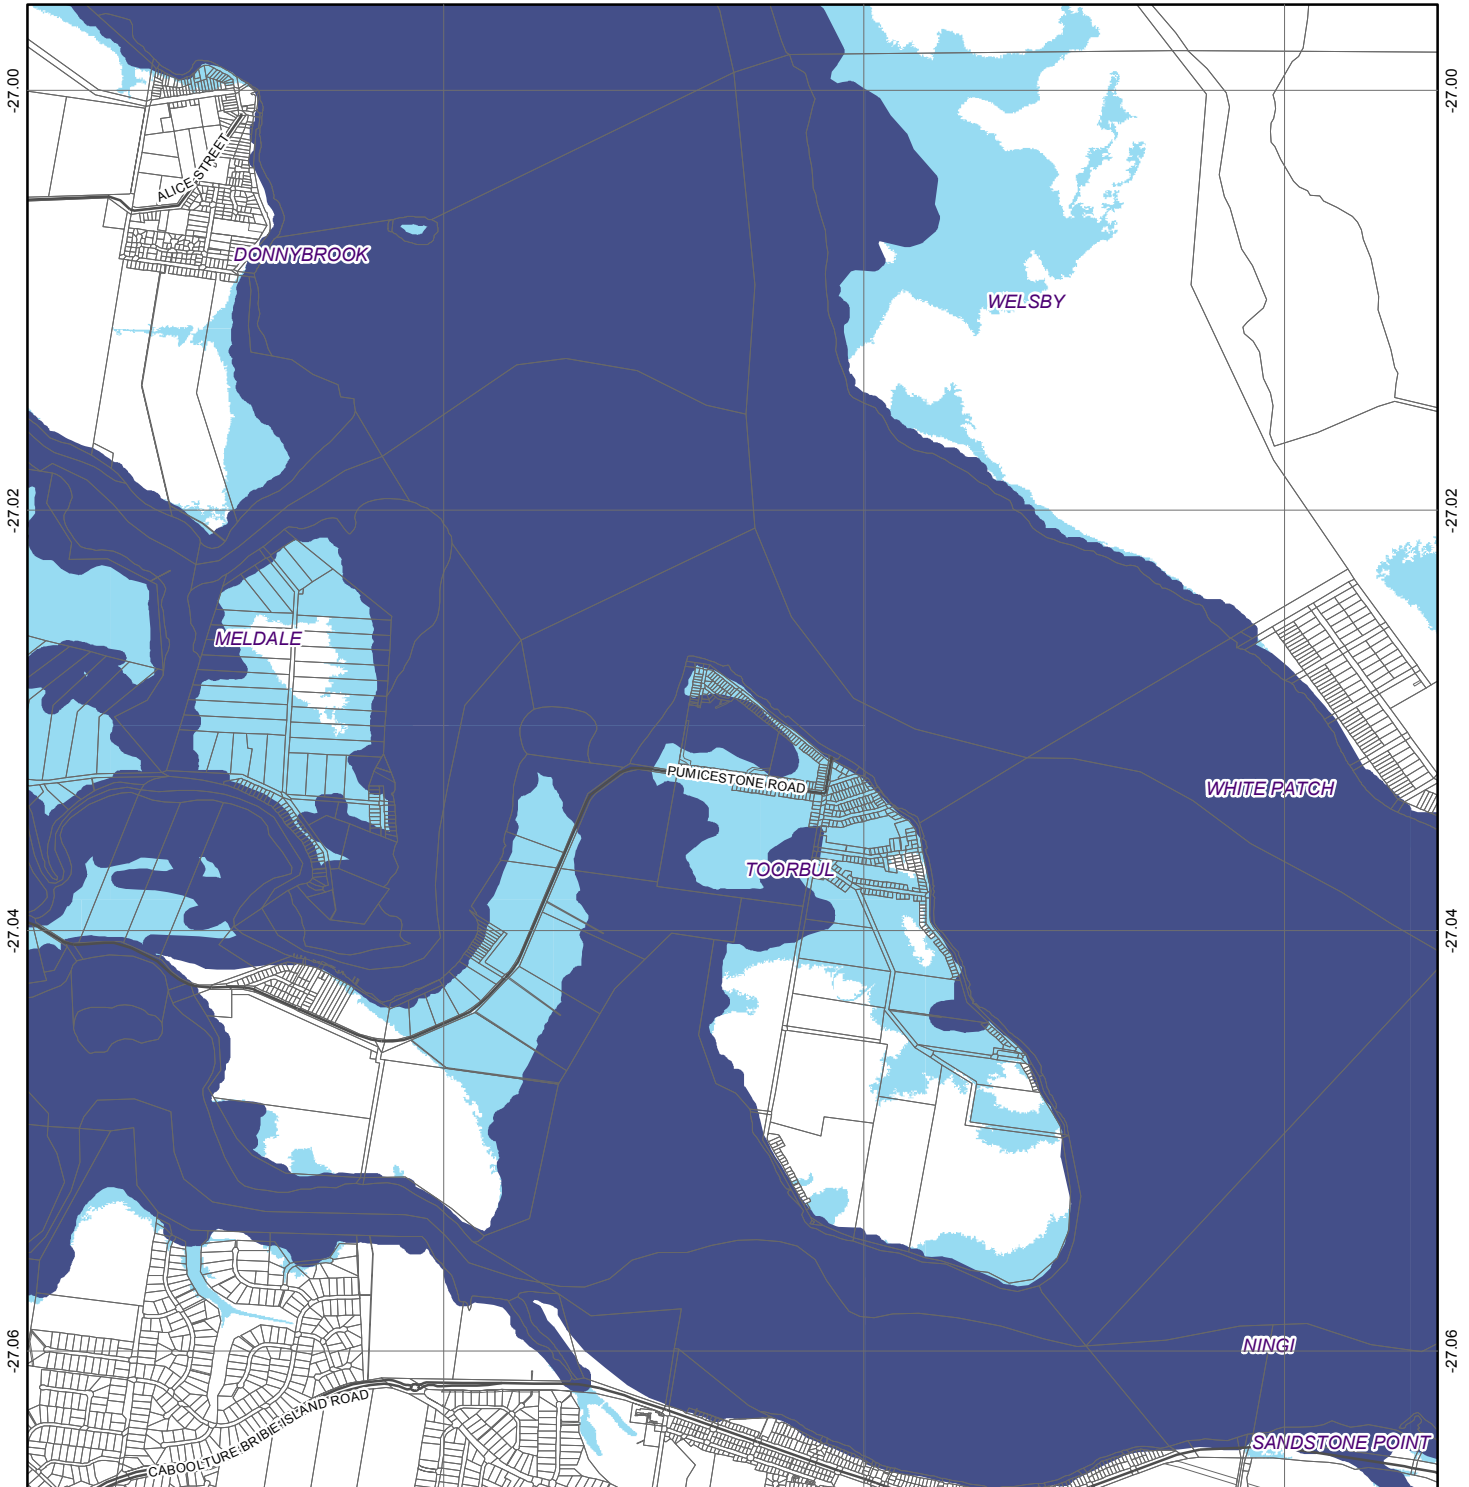 -27.00
-27.00
ALICE STREET
DONNYBROOK
WELSBY
-27.02
-27.02
MELDALE
PUMICESTONE ROAD
WHITE PATCH
TOORBUL
-27.04
-27.04
NINGI
-27.06
-27.06
CABOOLTURE BRIBIE ISLAND ROAD
SANDSTONE POINT